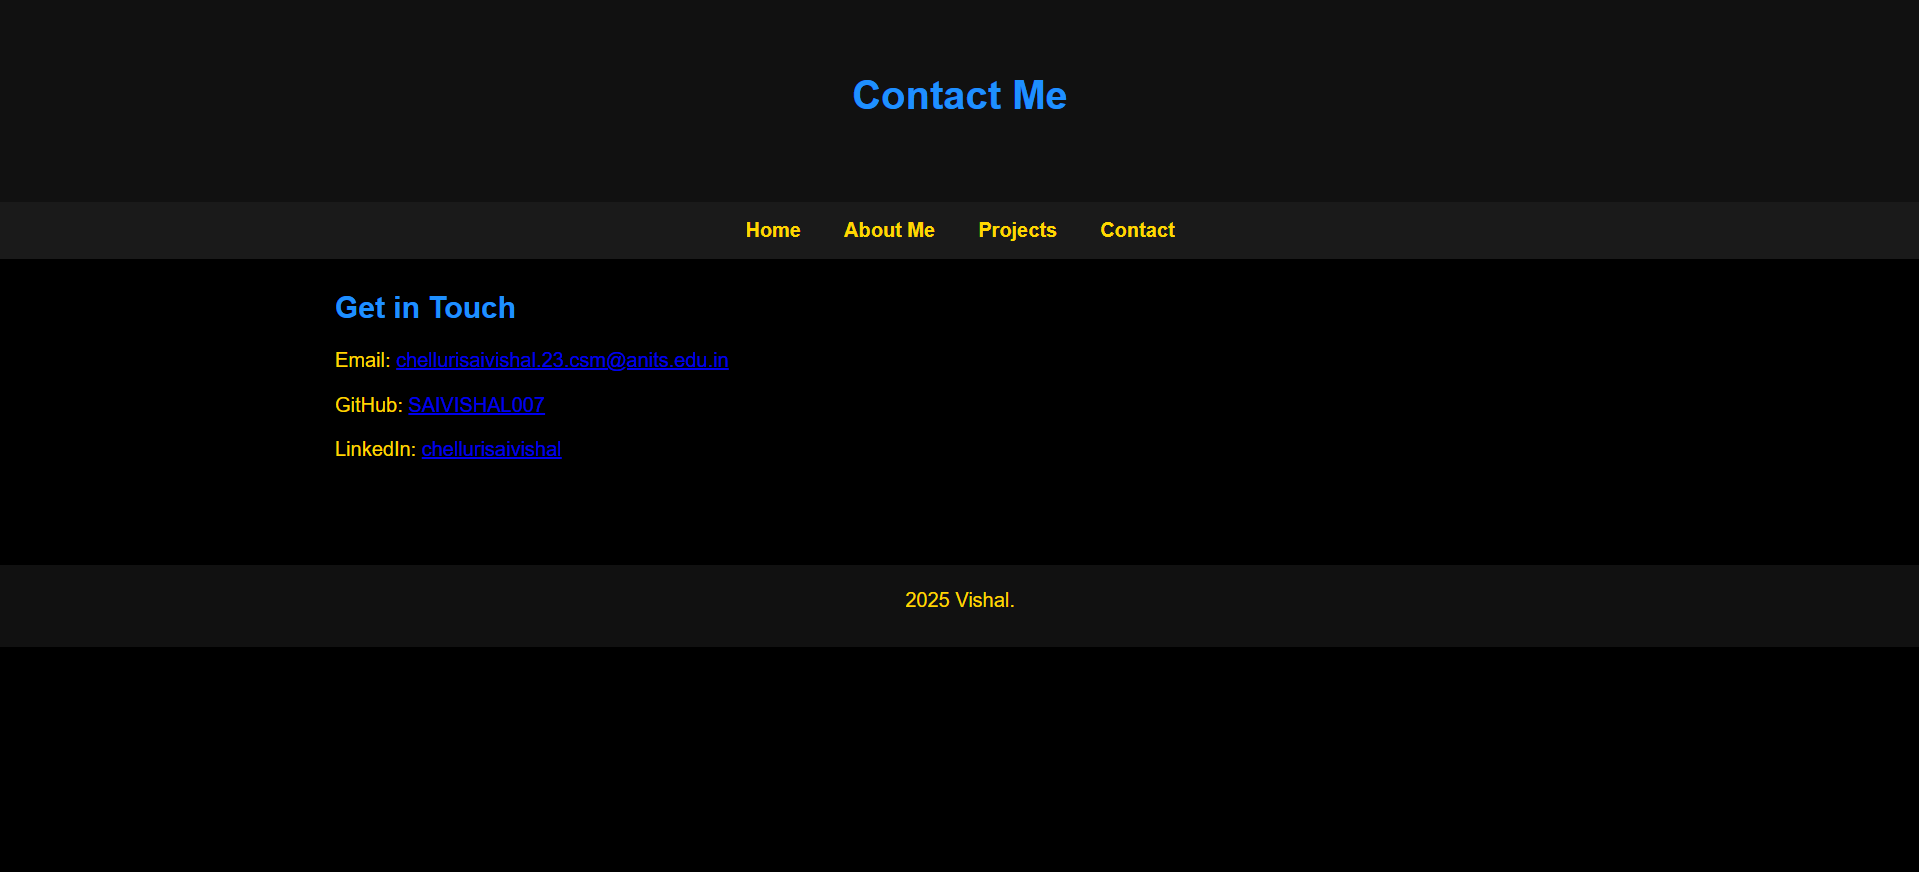 Contact Me
Home About Me Projects Contact
Get in Touch
Email: chellurisaivishal.23.csm@anits.edu.in
GitHub: SAIVISHAL007
LinkedIn: chellurisaivishal
2025 Vishal.